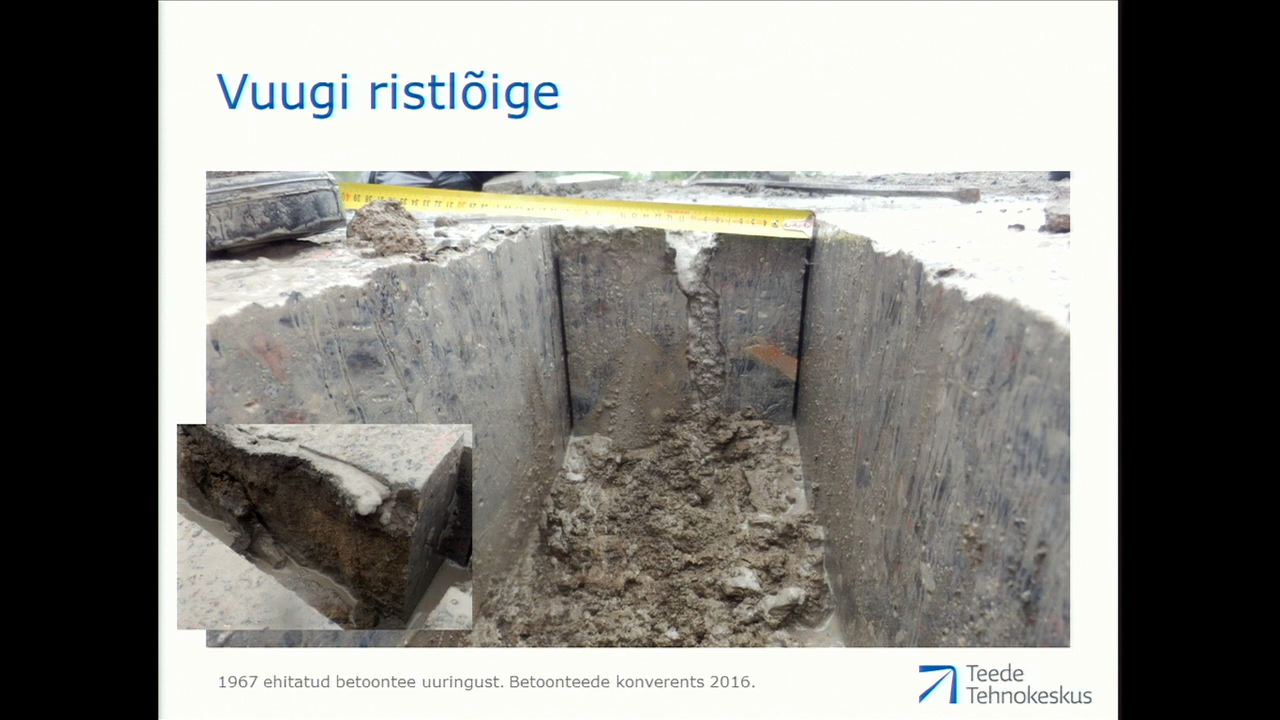 Vuugi ristlõige
1967 ehitatud betoontee uuringust. Betoonteede konverents 2016.
Teede
Tehnokeskus